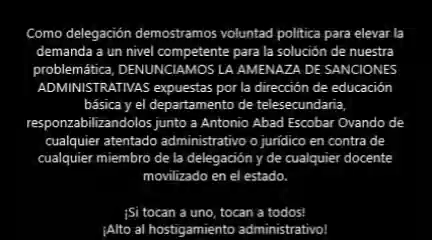 Como delegación demostramos voluntad política para elevar la
demanda a un nivel competente para la solución de nuestra
problemática, DENUNCIAMOS LA AMENAZA DE SANCIONES
ADMINISTRATIVAS expuestas por la dirección de educación
básica y el departamento de telesecundaria,
responzabilizandolos junto a Antonio Abad Escobar Ovando de
cualquier atentado administrativo o jurídico en contra de
cualquier miembro de la delegación y de cualquier docente
movilizado en el estado.
¡Si tocan a uno, tocan a todos!
¡Alto al hostigamiento administrativo!